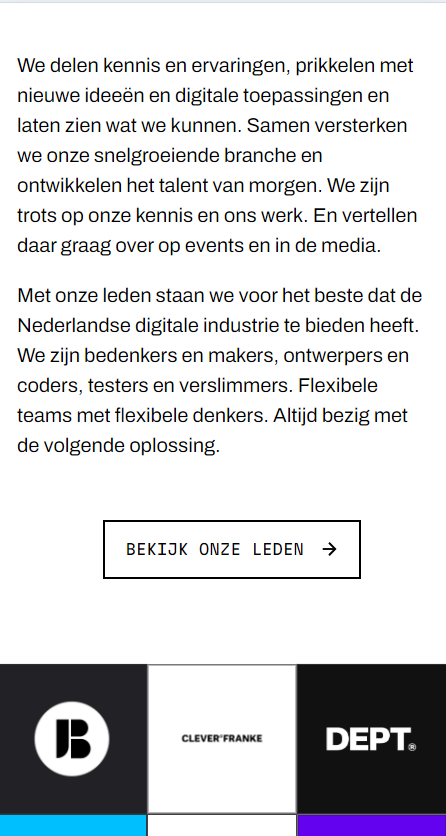 We delen kennis en ervaringen, prikkelen met
nieuwe ideeën en digitale toepassingen en
laten zien wat we kunnen. Samen versterken
we onze snelgroeiende branche en
ontwikkelen het talent van morgen. We zijn
trots op onze kennis en ons werk. En vertellen
daar graag over op events en in de media.
Met onze leden staan we voor het beste dat de
Nederlandse digitale industrie te bieden heeft.
We zijn bedenkers en makers, ontwerpers en
coders, testers en verslimmers. Flexibele
teams met flexibele denkers. Altijd bezig met
de volgende oplossing.
BEKIJK ONZE LEDEN →
B
CLEVER°FRANKE
DEPT®